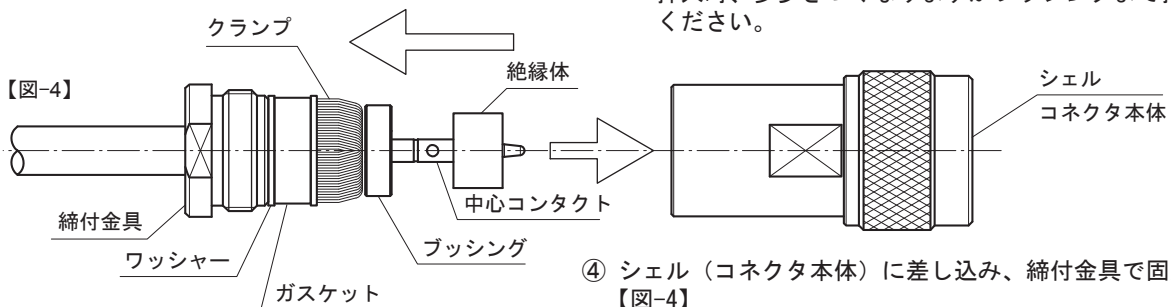 ください。
クランプ
絶縁体
【図-4】
シェル
コネクタ本体
中心コンタクト
締付金具
ブッシング
ワッシャー
ガスケット
④ シェル（コネクタ本体）に差し込み、締付金具で固
【図-4】